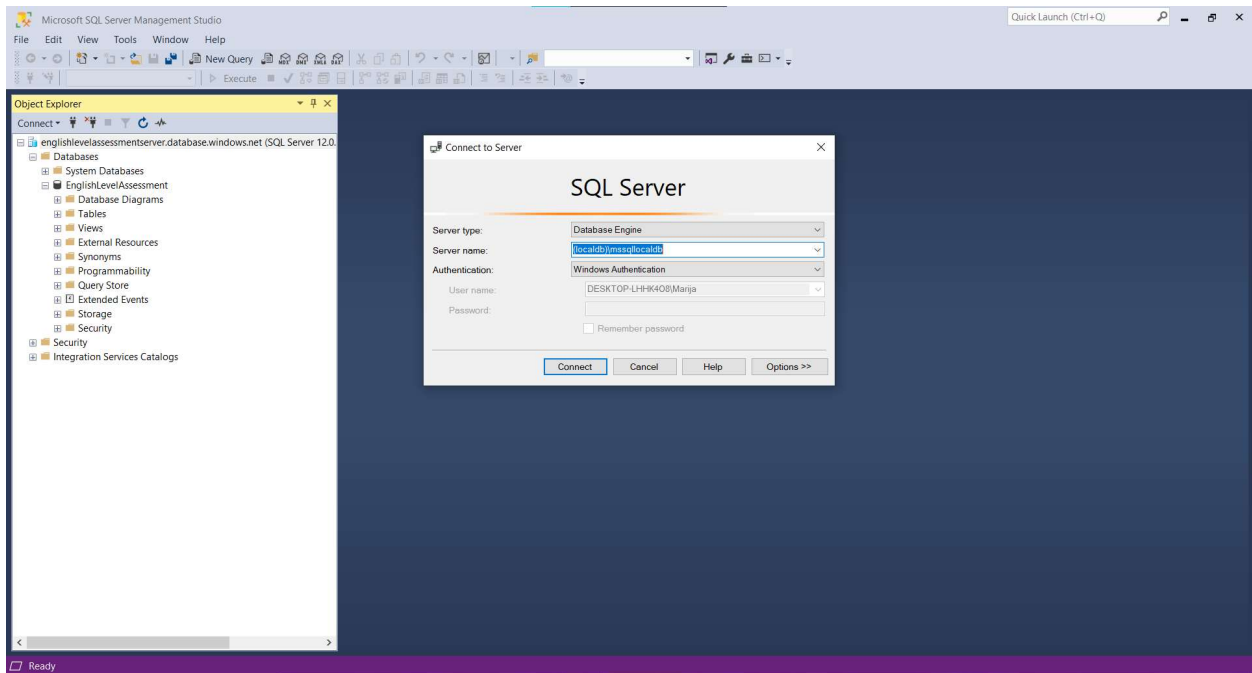 Microsoft SQL Server Management Studio
Quick Launch (Ctrl+Q)
File Edit View Tools Window Help
New Query MDX DMX XMLA DAX
Execute
Object Explorer
Connect
englishlevelassessmentserver.database.windows.net (SQL Server 12.0.
Databases
System Databases
EnglishLevelAssessment
Database Diagrams
Tables
Views
External Resources
Synonyms
Programmability
Query Store
Extended Events
Storage
Security
Security
Integration Services Catalogs
Connect to Server
SQL Server
Server type: Database Engine
Server name: (localdb)\mssqllocaldb
Authentication: Windows Authentication
User name: DESKTOP-LHHK4O8\Marija
Password:
Remember password
Connect Cancel Help Options >>
Ready